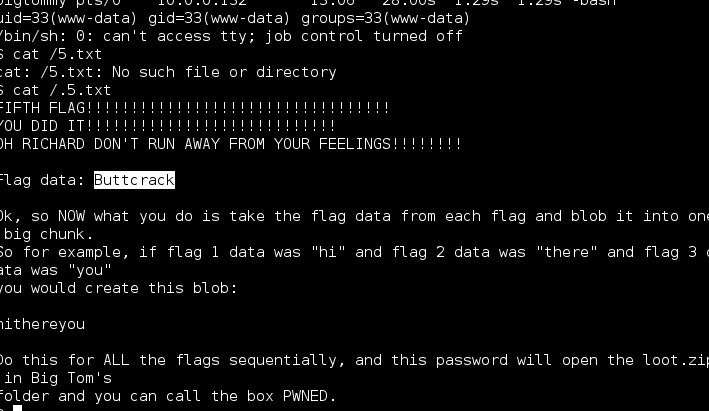 bigtommy pts/0 10.0.0.132 13:06 28.00s 1.29s 1.29s -bash
uid=33(www-data) gid=33(www-data) groups=33(www-data)
/bin/sh: 0: can't access tty; job control turned off
$ cat /5.txt
cat: /5.txt: No such file or directory
$ cat /.5.txt
FIFTH FLAG!!!!!!!!!!!!!!!!!!!!!!!!!!!!!!!!!!
YOU DID IT!!!!!!!!!!!!!!!!!!!!!!!!!!!!
OH RICHARD DON'T RUN AWAY FROM YOUR FEELINGS!!!!!!!!
Flag data: Buttcrack
Ok, so NOW what you do is take the flag data from each flag and blob it into one
big chunk.
So for example, if flag 1 data was "hi" and flag 2 data was "there" and flag 3 d
ata was "you"
you would create this blob:
hithereyou
Do this for ALL the flags sequentially, and this password will open the loot.zip
in Big Tom's
folder and you can call the box PWNED.